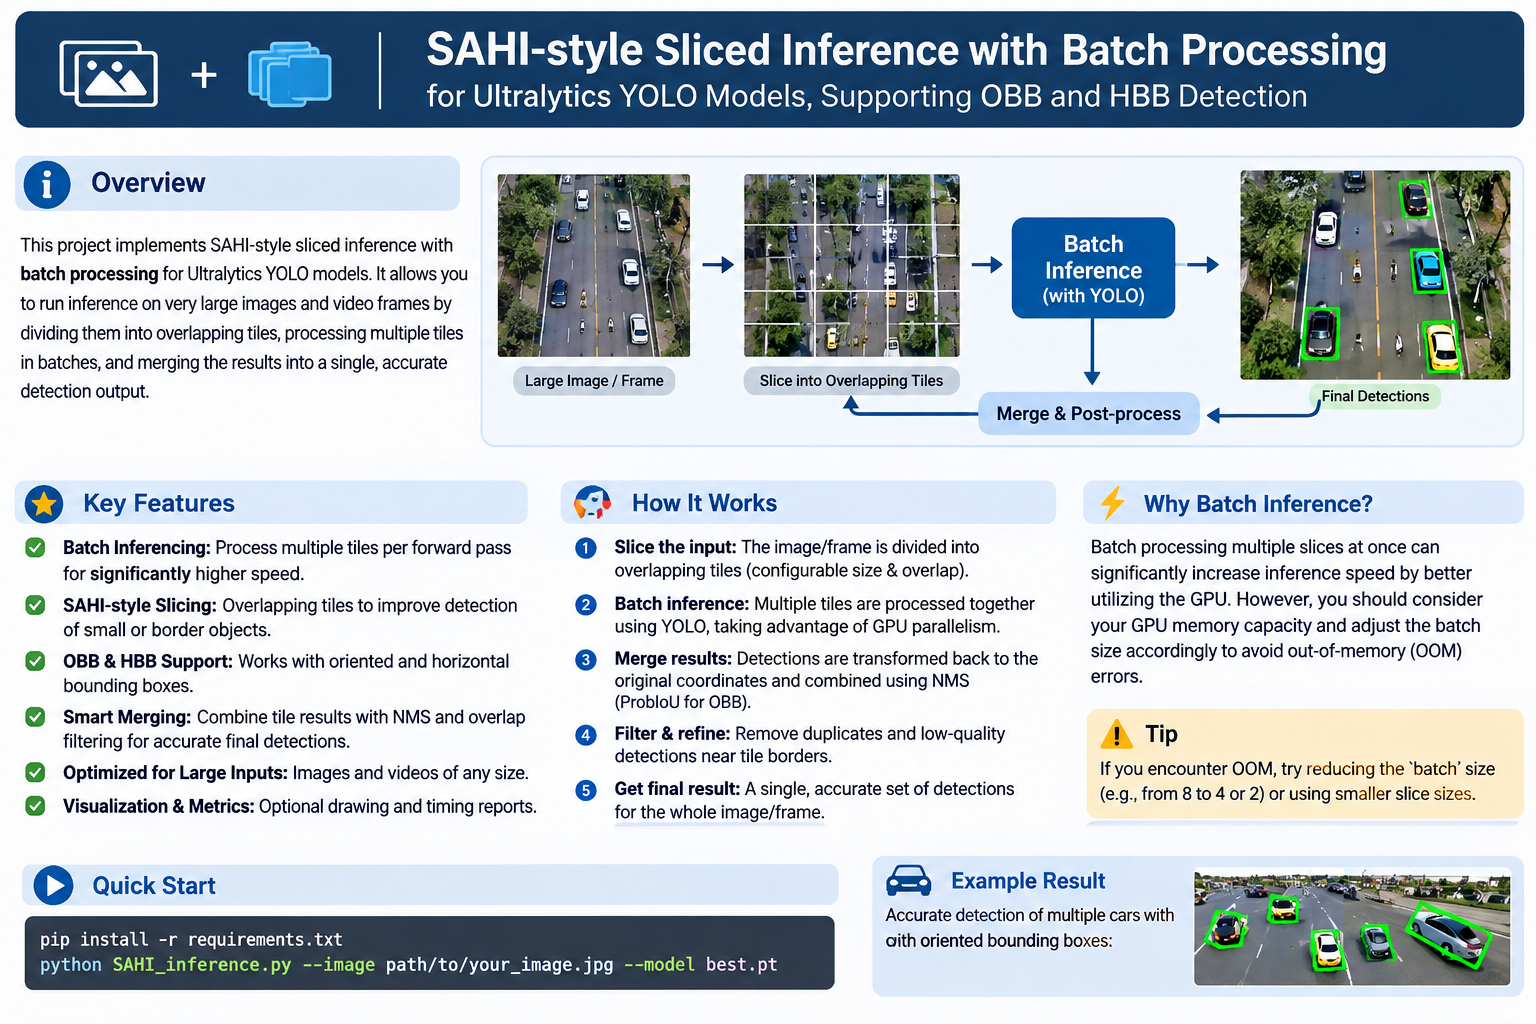 SAHI-style Sliced Inference with Batch Processing
for Ultralytics YOLO Models, Supporting OBB and HBB Detection
Overview
This project implements SAHI-style sliced inference with
batch processing for Ultralytics YOLO models. It allows you
to run inference on very large images and video frames by
dividing them into overlapping tiles, processing multiple tiles
in batches, and merging the results into a single, accurate
detection output.
Large Image / Frame
Slice into Overlapping Tiles
Batch
Inference
(with YOLO)
Merge & Post-process
Final Detections
Key Features
Batch Inferencing: Process multiple tiles per forward pass
for significantly higher speed.
SAHI-style Slicing: Overlapping tiles to improve detection
of small or border objects.
OBB & HBB Support: Works with oriented and horizontal
bounding boxes.
Smart Merging: Combine tile results with NMS and overlap
filtering for accurate final detections.
Optimized for Large Inputs: Images and videos of any size.
Visualization & Metrics: Optional drawing and timing reports.
How It Works
1 Slice the input: The image/frame is divided into
overlapping tiles (configurable size & overlap).
2 Batch inference: Multiple tiles are processed together
using YOLO, taking advantage of GPU parallelism.
3 Merge results: Detections are transformed back to the
original coordinates and combined using NMS
(ProbIoU for OBB).
4 Filter & refine: Remove duplicates and low-quality
detections near tile borders.
5 Get final result: A single, accurate set of detections
for the whole image/frame.
Why Batch Inference?
Batch processing multiple slices at once can
significantly increase inference speed by better
utilizing the GPU. However, you should consider
your GPU memory capacity and adjust the batch
size accordingly to avoid out-of-memory (OOM)
errors.
Tip
If you encounter OOM, try reducing the `batch' size
(e.g., from 8 to 4 or 2) or using smaller slice sizes.
Quick Start
pip install -r requirements.txt
python SAHI_inference.py --image path/to/your_image.jpg --model best.pt
Example Result
Accurate detection of multiple cars with
oith oriented bounding boxes: